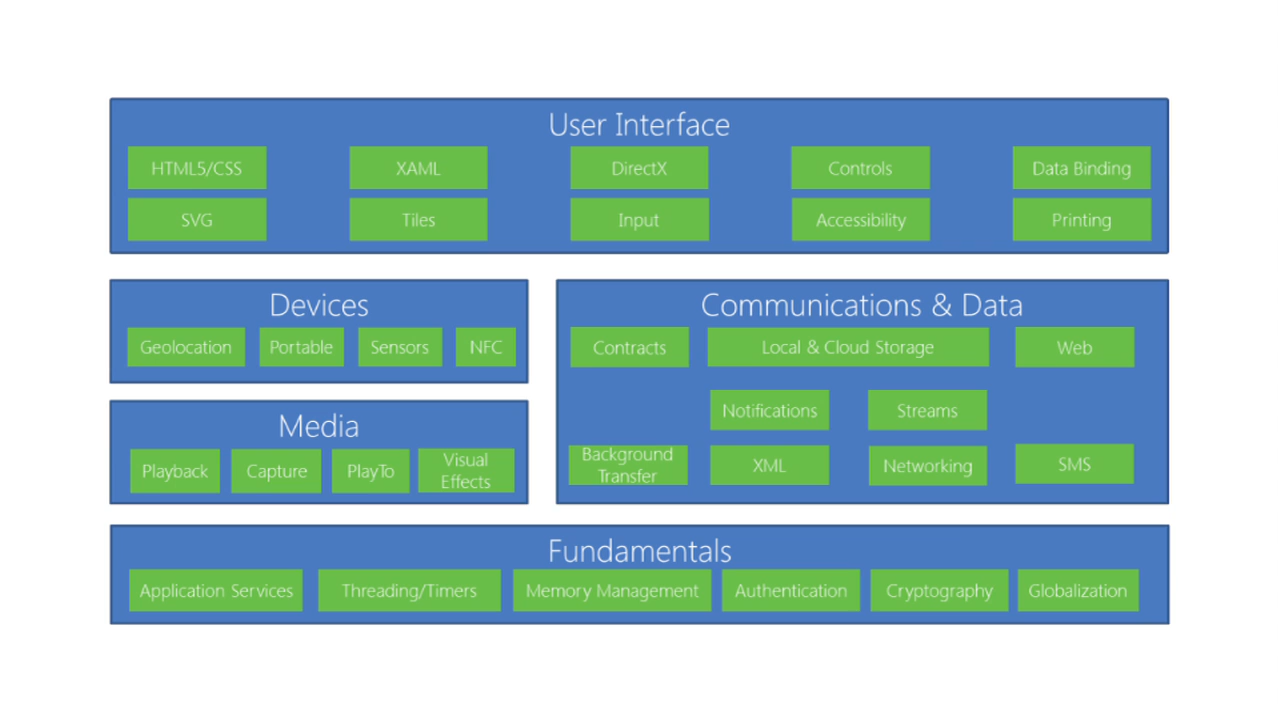 User Interface
HTML5/CSS
XAML
DirectX
Controls
Data Binding
SVG
Tiles
Input
Accessibility
Printing
Devices
Geolocation
Portable
Sensors
NFC
Media
Playback
Capture
PlayTo
Visual
Effects
Communications & Data
Contracts
Local & Cloud Storage
Web
Notifications
Streams
Background
Transfer
XML
Networking
SMS
Fundamentals
Application Services
Threading/Timers
Memory Management
Authentication
Cryptography
Globalization